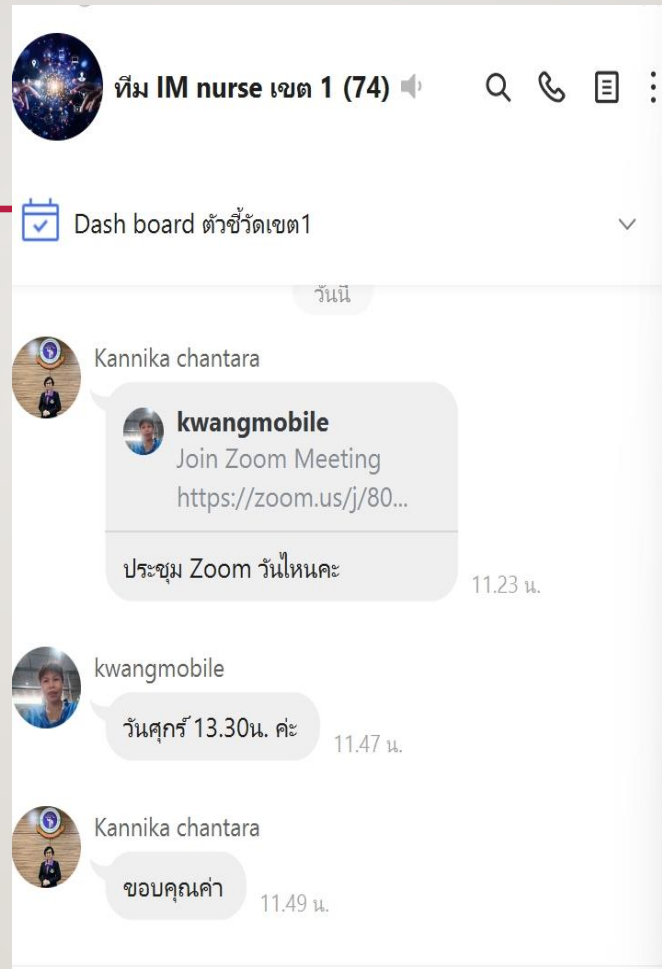 ทีม IM nurse เขต 1 (74)
Dash board ตัวชี้วัดเขต1
วันนี้
Kannika chantara
kwangmobile
Join Zoom Meeting
https://zoom.us/j/80...
ประชุม Zoom วันไหนคะ
11.23 น.
kwangmobile
วันศุกร์ 13.30น. ค่ะ
11.47 น.
Kannika chantara
ขอบคุณค่า
11.49 น.